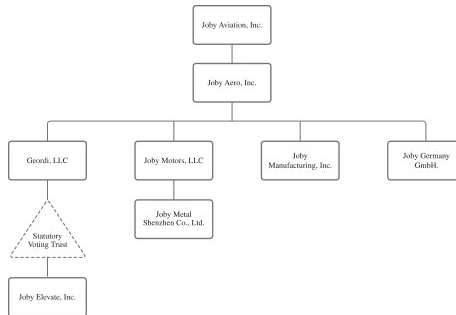 Joby Aviation, Inc.
Joby Aero, Inc.
Geordi, LLC
Joby Motors, LLC
Joby
Manufacturing, Inc.
Joby Germany
GmbH.
Joby Metal
Shenzhen Co., Ltd.
Statutory
Voting Trust
Joby Elevate, Inc.